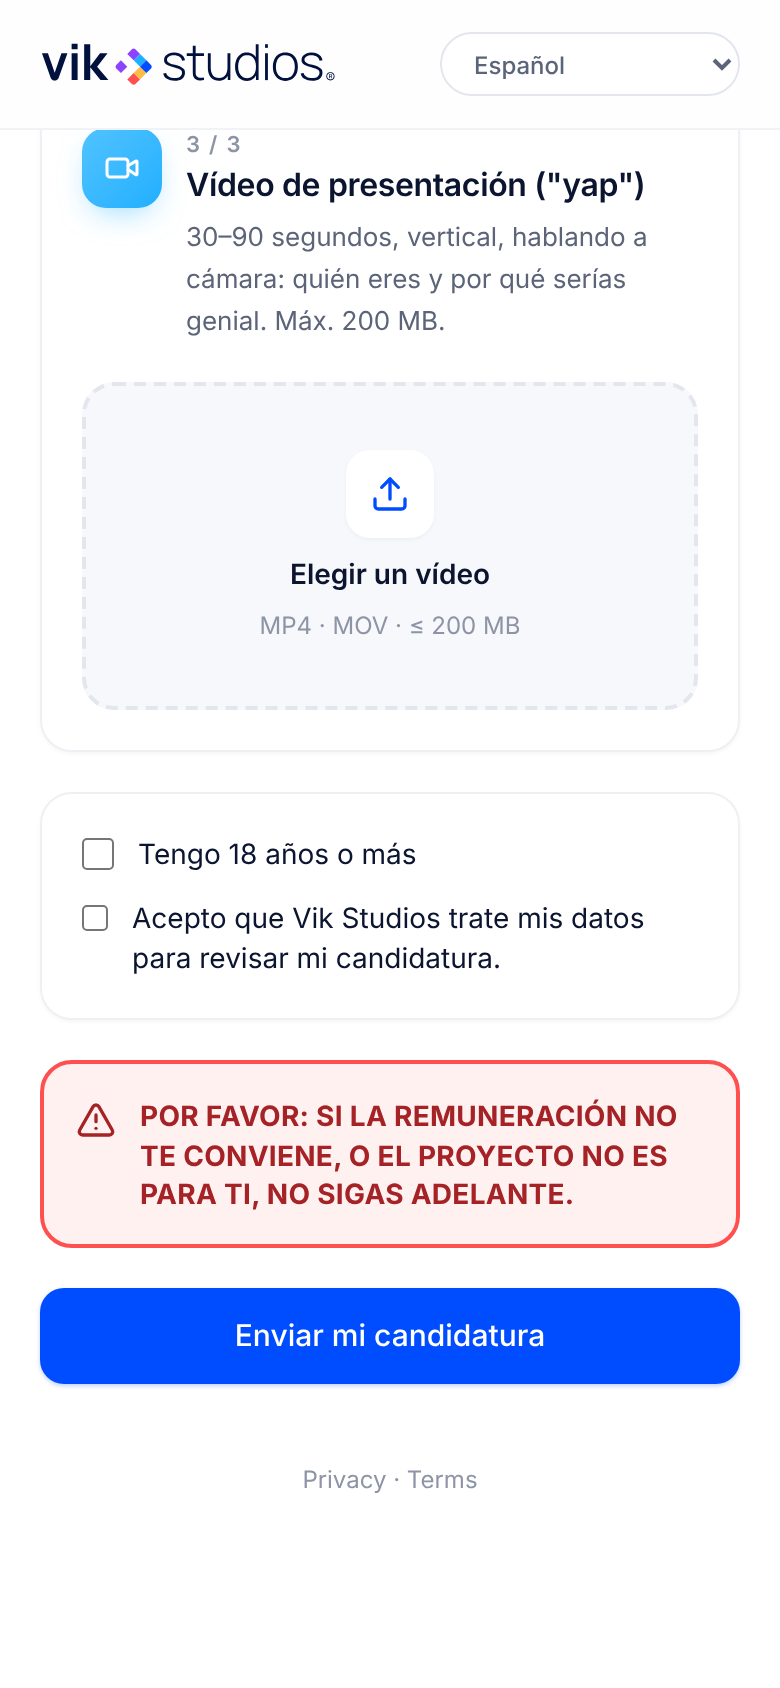 vik studios®
Español
3 / 3
Vídeo de presentación ("yap")
30–90 segundos, vertical, hablando a
cámara: quién eres y por qué serías
genial. Máx. 200 MB.
Elegir un vídeo
MP4 · MOV · ≤ 200 MB
Tengo 18 años o más
Acepto que Vik Studios trate mis datos
para revisar mi candidatura.
POR FAVOR: SI LA REMUNERACIÓN NO
TE CONVIENE, O EL PROYECTO NO ES
PARA TI, NO SIGAS ADELANTE.
Enviar mi candidatura
Privacy · Terms